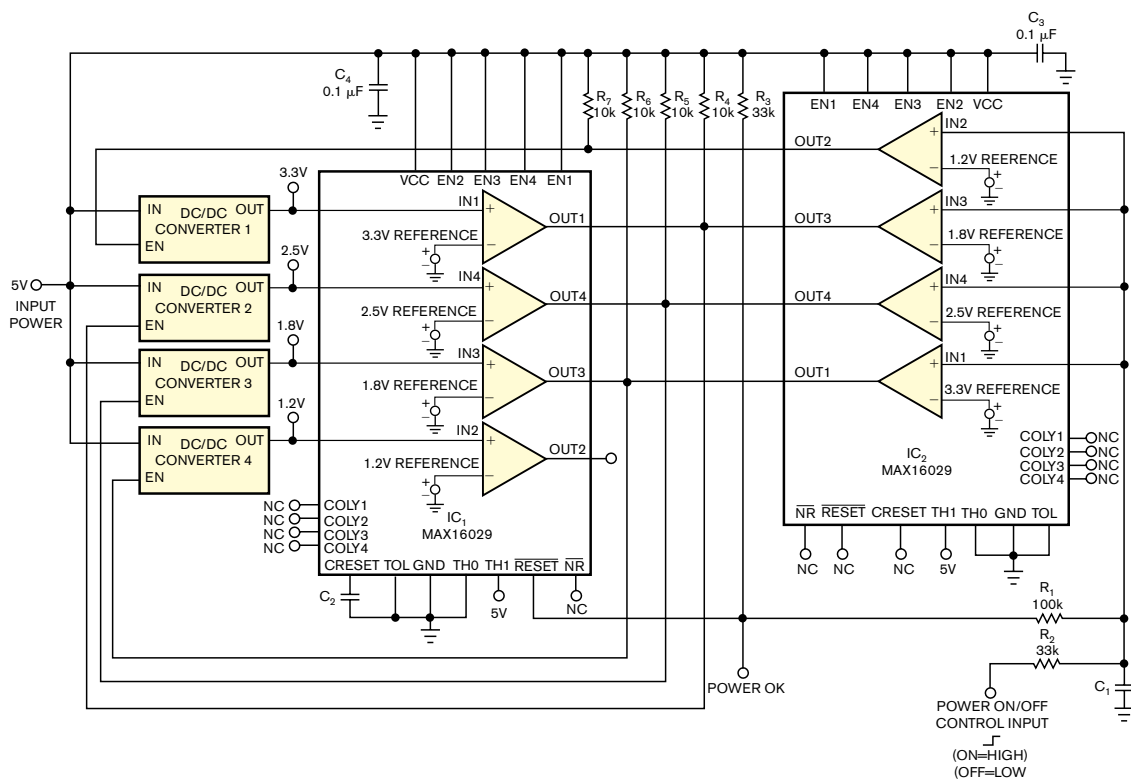 C3
0.1 µF
C4
0.1 µF
R7
10k
R6
10k
R5
10k
R4
10k
R3
33k
EN1 EN4 EN3 EN2 VCC
IN2
OUT2
1.2V REERENCE
+
−
IN3
OUT3
1.8V REFERENCE
+
−
IN4
OUT4
2.5V REFERENCE
+
−
IN1
OUT1
3.3V REFERENCE
+
−
COLY1 NC
COLY2 NC
COLY3 NC
COLY4 NC
IC2
MAX16029
NR RESET CRESET TH1 TH0 GND TOL
NC NC NC 5V
VCC EN2 EN3 EN4 EN1
3.3V
IN DC/DC OUT
CONVERTER 1
EN
IN1
OUT1
3.3V REFERENCE
+
−
2.5V
5V
INPUT
POWER
IN DC/DC OUT
CONVERTER 2
EN
IN4
OUT4
2.5V REFERENCE
+
−
1.8V
IN DC/DC OUT
CONVERTER 3
EN
IN3
OUT3
1.8V REFERENCE
+
−
1.2V
IN DC/DC OUT
CONVERTER 4
EN
IN2
OUT2
1.2V REFERENCE
+
−
NC COLY1
NC COLY2
NC COLY3
NC COLY4
IC1
MAX16029
CRESET TOL GND TH0 TH1 RESET NR
C2
5V
NC
R1
100k
R2
33k
C1
POWER OK
POWER ON/OFF
CONTROL INPUT
(ON=HIGH)
(OFF=LOW